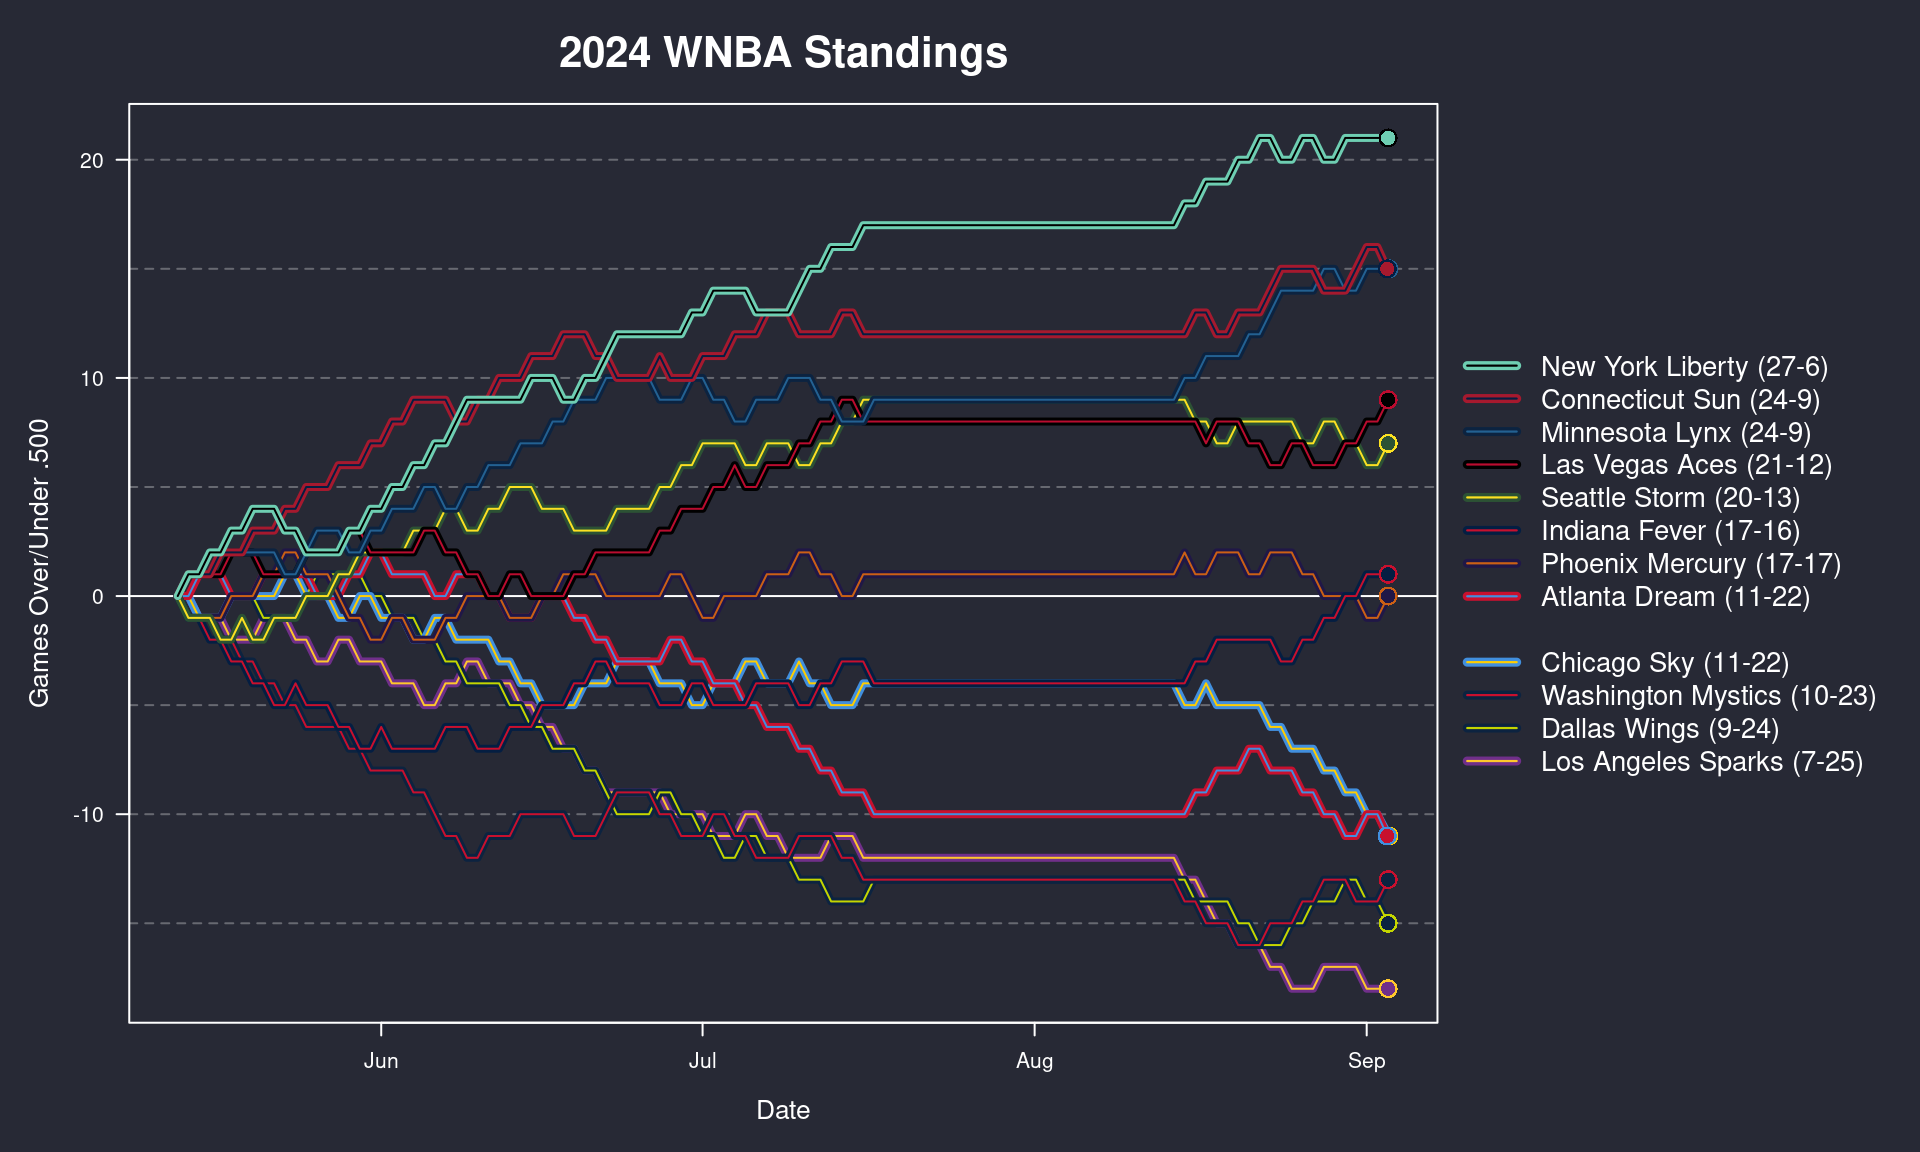 2024 WNBA Standings
Games Over/Under .500
20
10
0
-10
Jun
Jul
Aug
Sep
Date
New York Liberty (27-6)
Connecticut Sun (24-9)
Minnesota Lynx (24-9)
Las Vegas Aces (21-12)
Seattle Storm (20-13)
Indiana Fever (17-16)
Phoenix Mercury (17-17)
Atlanta Dream (11-22)
Chicago Sky (11-22)
Washington Mystics (10-23)
Dallas Wings (9-24)
Los Angeles Sparks (7-25)